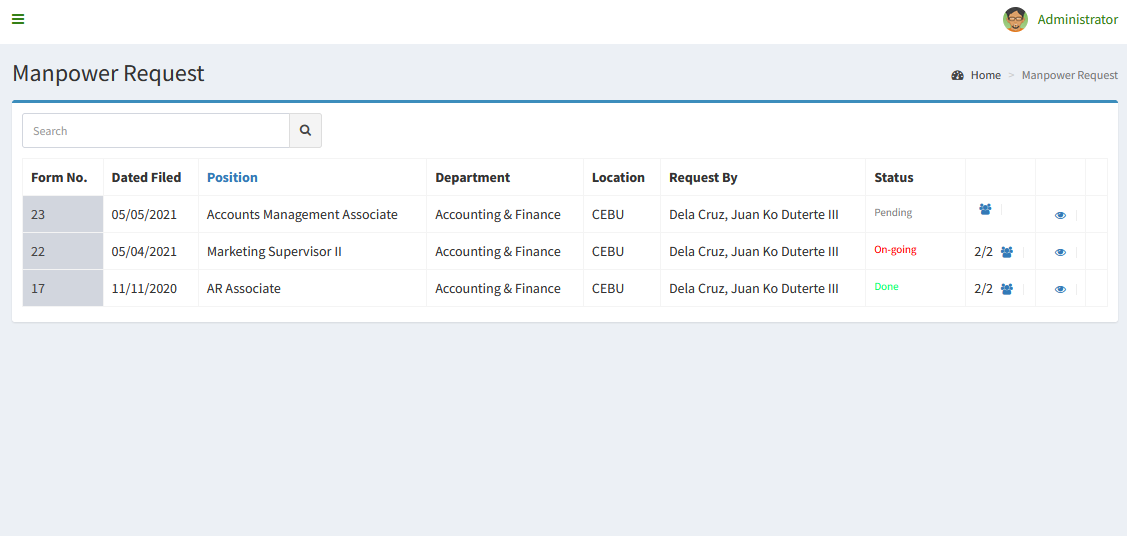 Administrator
Manpower Request
Home > Manpower Request
Search
Form No. Dated Filed Position Department Location Request By Status
23 05/05/2021 Accounts Management Associate Accounting & Finance CEBU Dela Cruz, Juan Ko Duterte III Pending
22 05/04/2021 Marketing Supervisor II Accounting & Finance CEBU Dela Cruz, Juan Ko Duterte III On-going 2/2
17 11/11/2020 AR Associate Accounting & Finance CEBU Dela Cruz, Juan Ko Duterte III Done 2/2